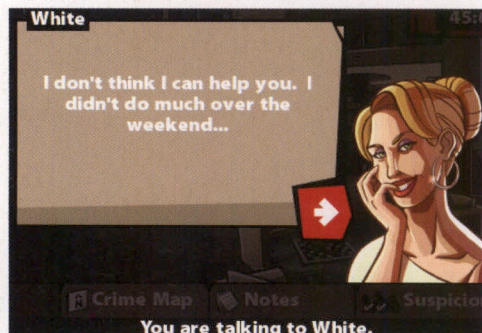 White
45:
I don't think I can help you. I
didn't do much over the
weekend...
Crime Map
Notes
You are talking to White.